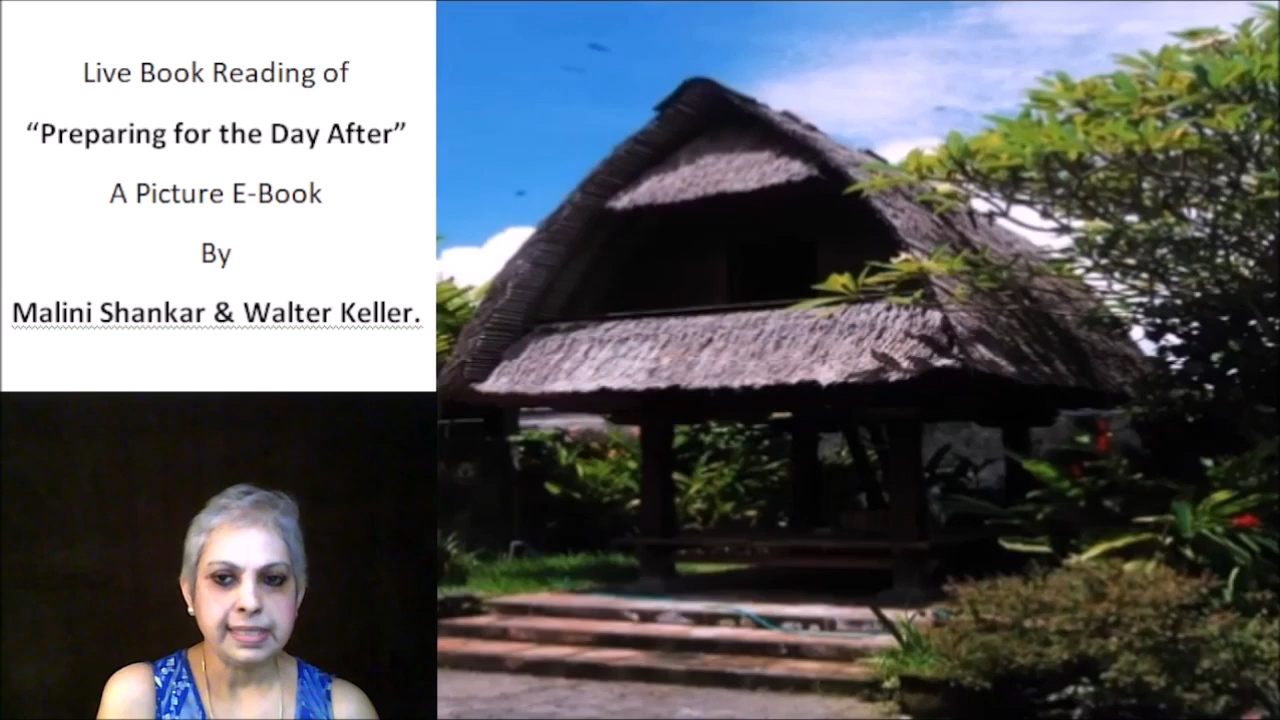 Live Book Reading of
“Preparing for the Day After”
A Picture E-Book
By
Malini Shankar & Walter Keller.